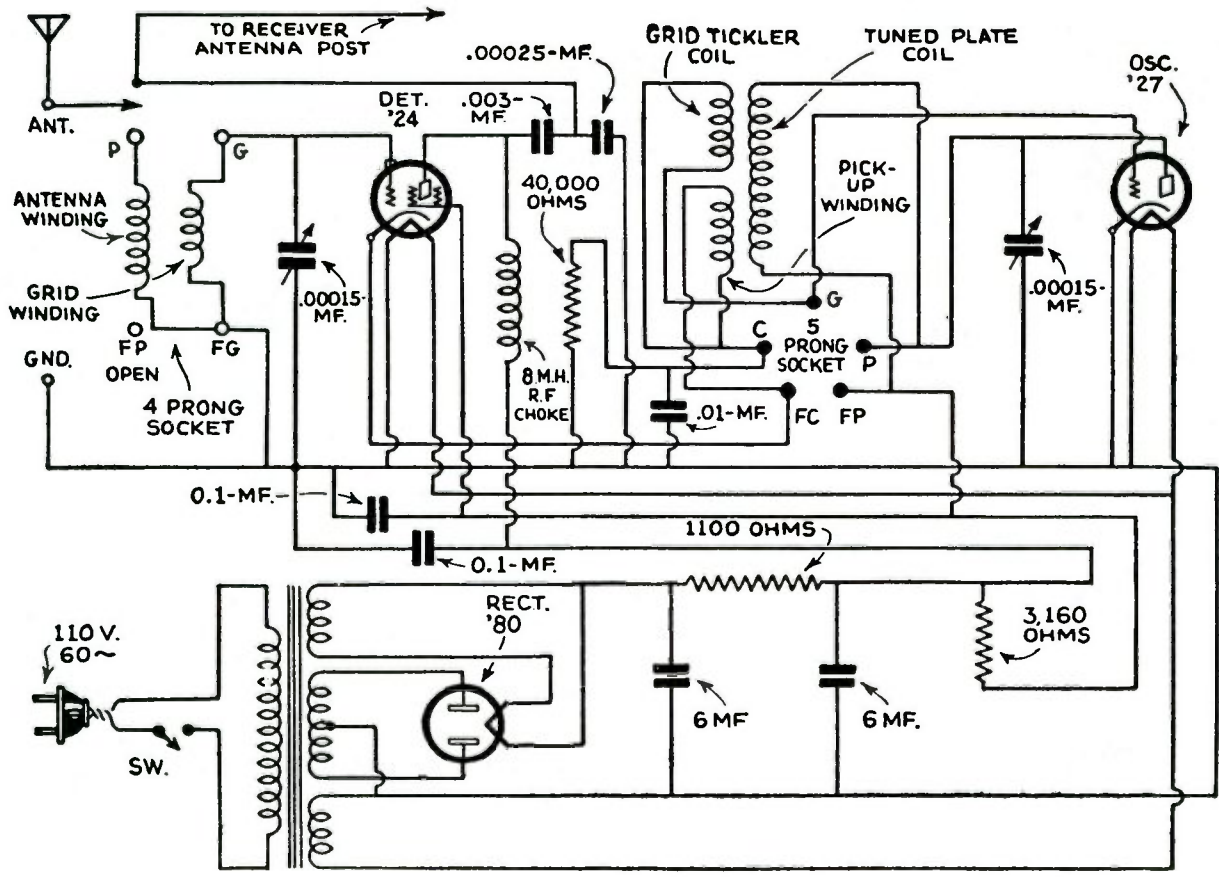 TO RECEIVER
ANTENNA POST
.00025-MF.
GRID TICKLER
COIL
TUNED PLATE
COIL
OSC.
'27
ANT.
DET.
'24
.003-
MF.
P
G
ANTENNA
WINDING
40,000
OHMS
PICK-
UP
WINDING
GRID
WINDING
.00015-
MF.
.00015-
MF.
G
GND.
FP
FG
OPEN
4 PRONG
SOCKET
8 M.H.
R.F
CHOKE
C
5
PRONG
SOCKET
P
.01-MF.
FC
FP
0.1-MF.
1100 OHMS
0.1-MF.
110 V.
60~
RECT.
'80
3,160
OHMS
6 MF
6 MF.
SW.